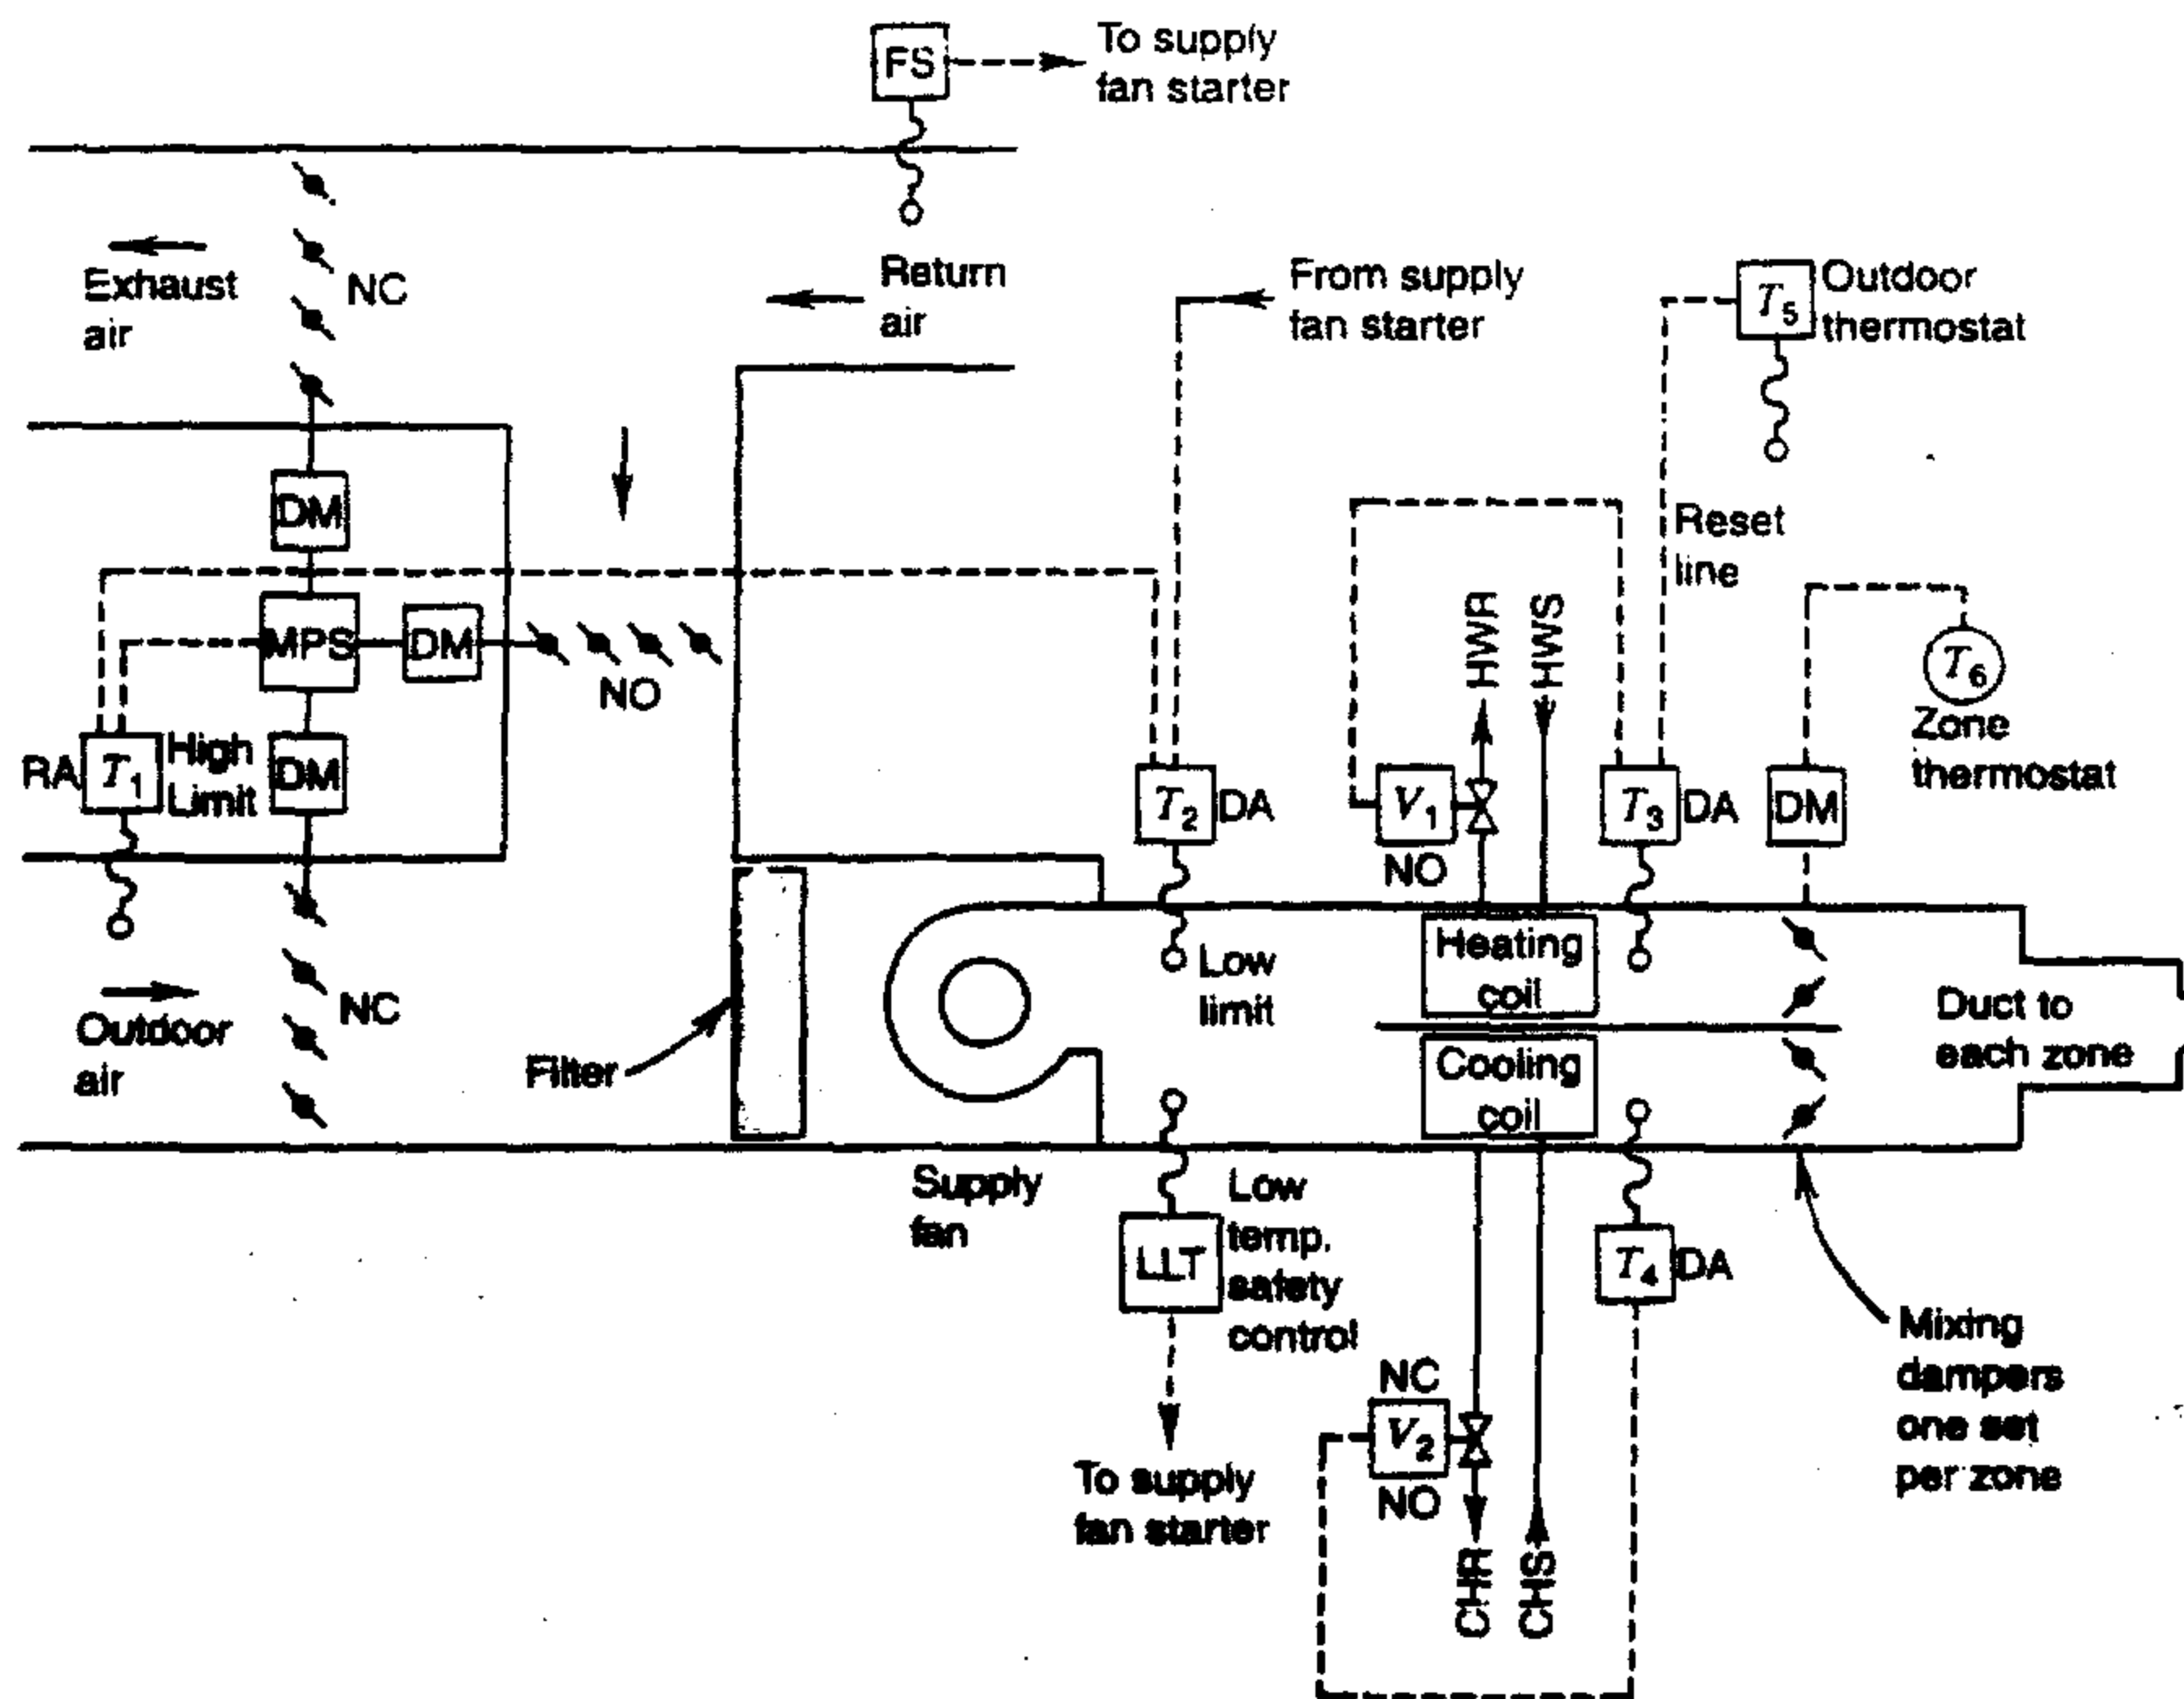 FS
To supply
fan starter
Exhaust
air
NC
Return
air
From supply
fan starter
T5
Outdoor
thermostat
DM
Reset
line
MPS
DM
NO
HWR
HWS
T6
Zone
thermostat
RA
T1
High
Limit
DM
T2
DA
V1
NO
T3
DA
DM
Low
limit
Heating
coil
Outdoor
air
NC
Filter
Cooling
coil
Duct to
each zone
Supply
fan
LLT
Low
temp.
safety
control
T4
DA
To supply
fan starter
NC
V2
NO
CHR
CHS
Mixing
dampers
one set
per zone